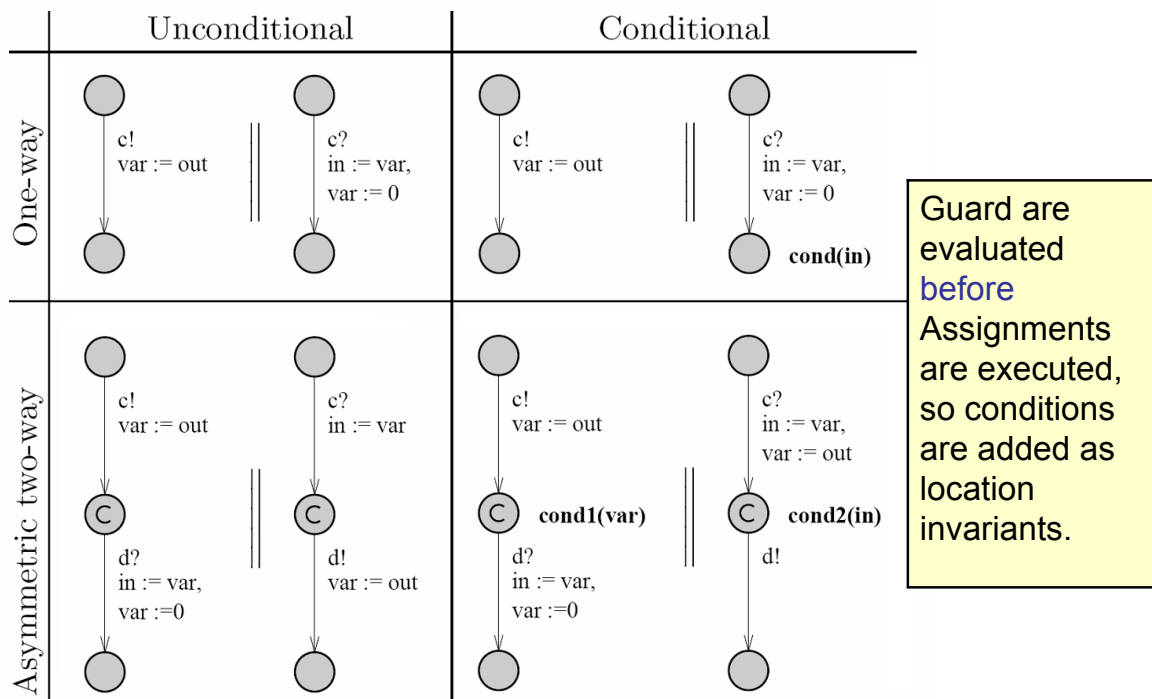 Unconditional
Conditional
One-way
c!
var := out
c?
in := var,
var := 0
c!
var := out
c?
in := var,
var := 0
cond(in)
Asymmetric two-way
c!
var := out
c?
in := var
C
C
d?
in := var,
var :=0
d!
var := out
c!
var := out
c?
in := var,
var := out
C
cond1(var)
C
cond2(in)
d?
in := var,
var :=0
d!
Guard are
evaluated
before
Assignments
are executed,
so conditions
are added as
location
invariants.